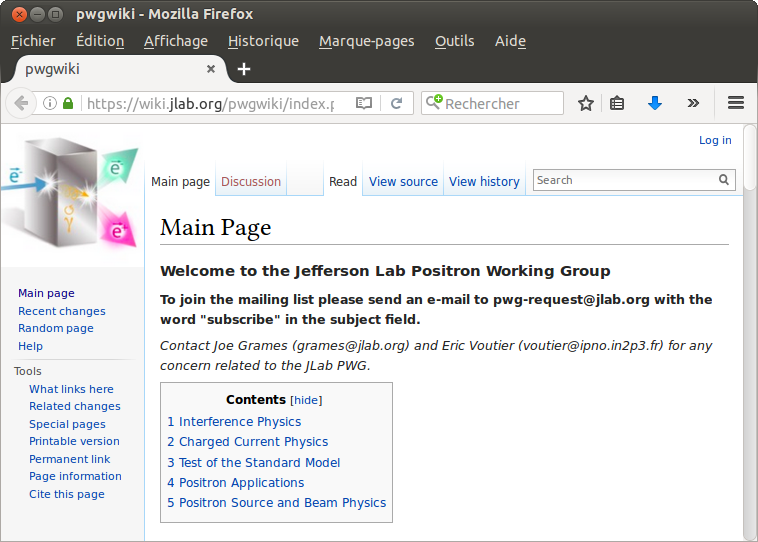 pwgwiki - Mozilla Firefox
Fichier Édition Affichage Historique Marque-pages Outils Aide
pwgwiki
https://wiki.jlab.org/pwgwiki/index.p
Rechercher
Log in
Main page Discussion Read View source View history Search
e⁻
e⁻
γ
e⁺
Main Page
Welcome to the Jefferson Lab Positron Working Group
To join the mailing list please send an e-mail to pwg-request@jlab.org with the
word "subscribe" in the subject field.
Contact Joe Grames (grames@jlab.org) and Eric Voutier (voutier@ipno.in2p3.fr) for any
concern related to the JLab PWG.
Main page
Recent changes
Random page
Help
Tools
What links here
Related changes
Special pages
Printable version
Permanent link
Page information
Cite this page
Contents [hide]
1 Interference Physics
2 Charged Current Physics
3 Test of the Standard Model
4 Positron Applications
5 Positron Source and Beam Physics